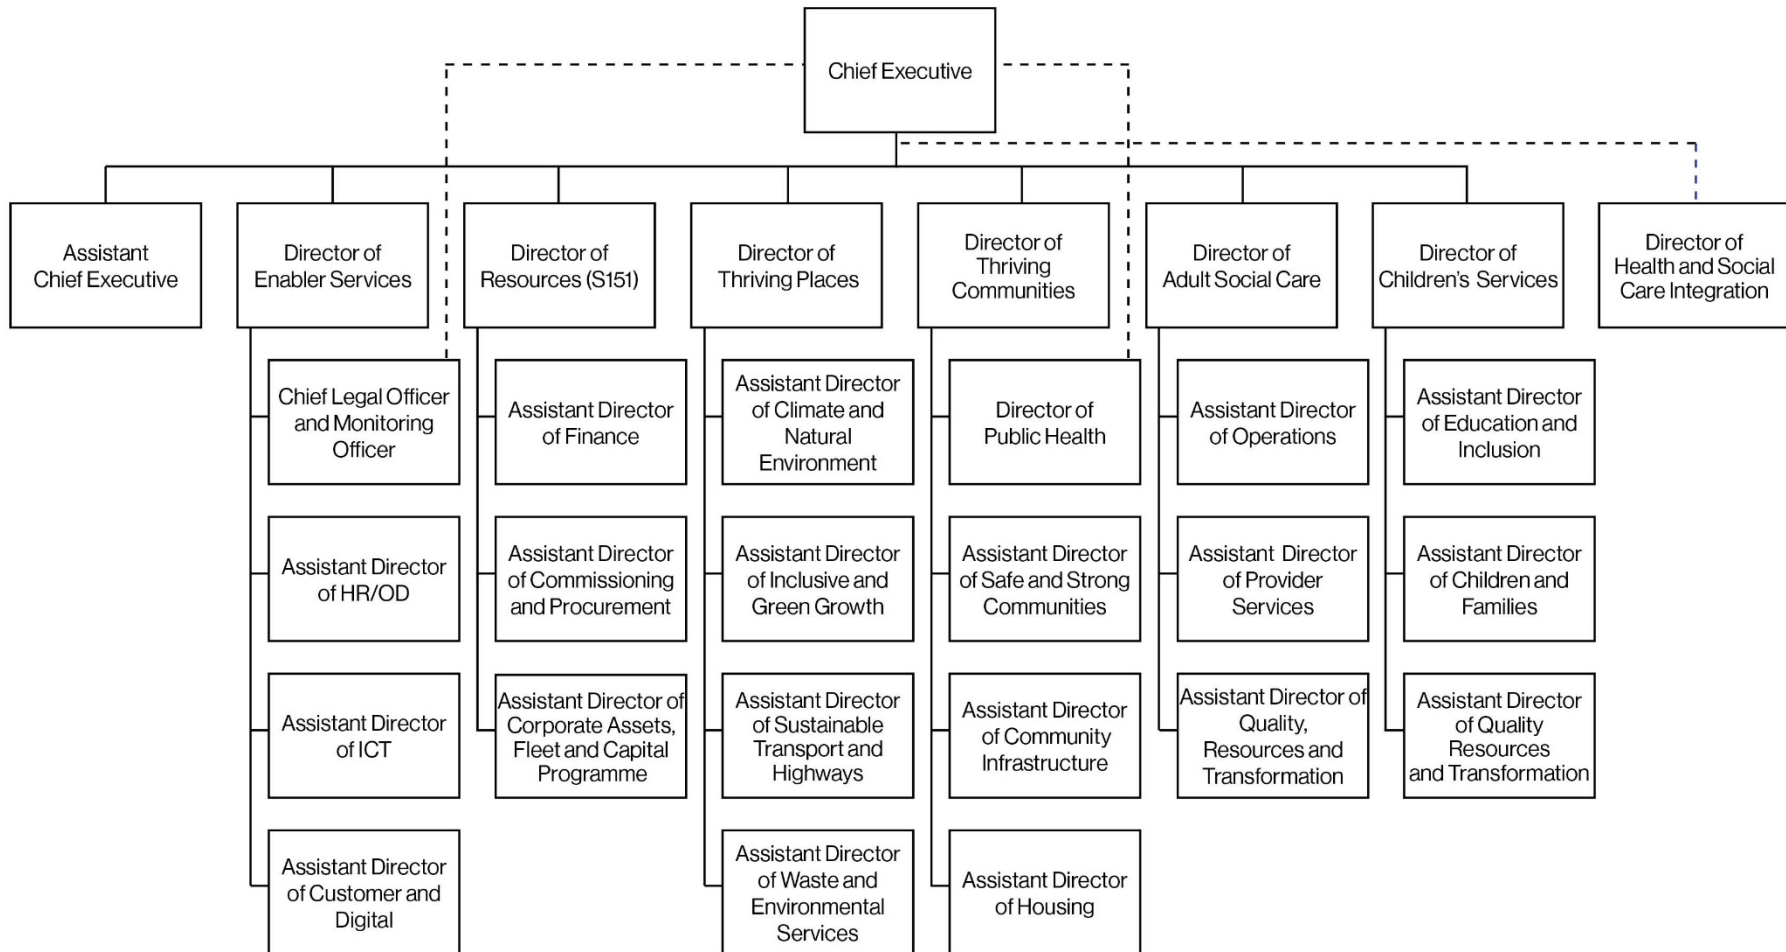 Chief Executive
Assistant
Chief Executive
Director of
Enabler Services
Director of
Resources (S151)
Director of
Thriving Places
Director of
Thriving
Communities
Director of
Adult Social Care
Director of
Children’s Services
Director of
Health and Social
Care Integration
Chief Legal Officer
and Monitoring
Officer
Assistant Director
of Finance
Assistant Director
of Climate and
Natural
Environment
Director of
Public Health
Assistant Director
of Operations
Assistant Director
of Education and
Inclusion
Assistant Director
of HR/OD
Assistant Director
of Commissioning
and Procurement
Assistant Director
of Inclusive and
Green Growth
Assistant Director
of Safe and Strong
Communities
Assistant Director
of Provider
Services
Assistant Director
of Children and
Families
Assistant Director
of ICT
Assistant Director of
Corporate Assets,
Fleet and Capital
Programme
Assistant Director
of Sustainable
Transport and
Highways
Assistant Director
of Community
Infrastructure
Assistant Director of
Quality,
Resources and
Transformation
Assistant Director
of Quality
Resources
and Transformation
Assistant Director
of Customer and
Digital
Assistant Director
of Waste and
Environmental
Services
Assistant Director
of Housing